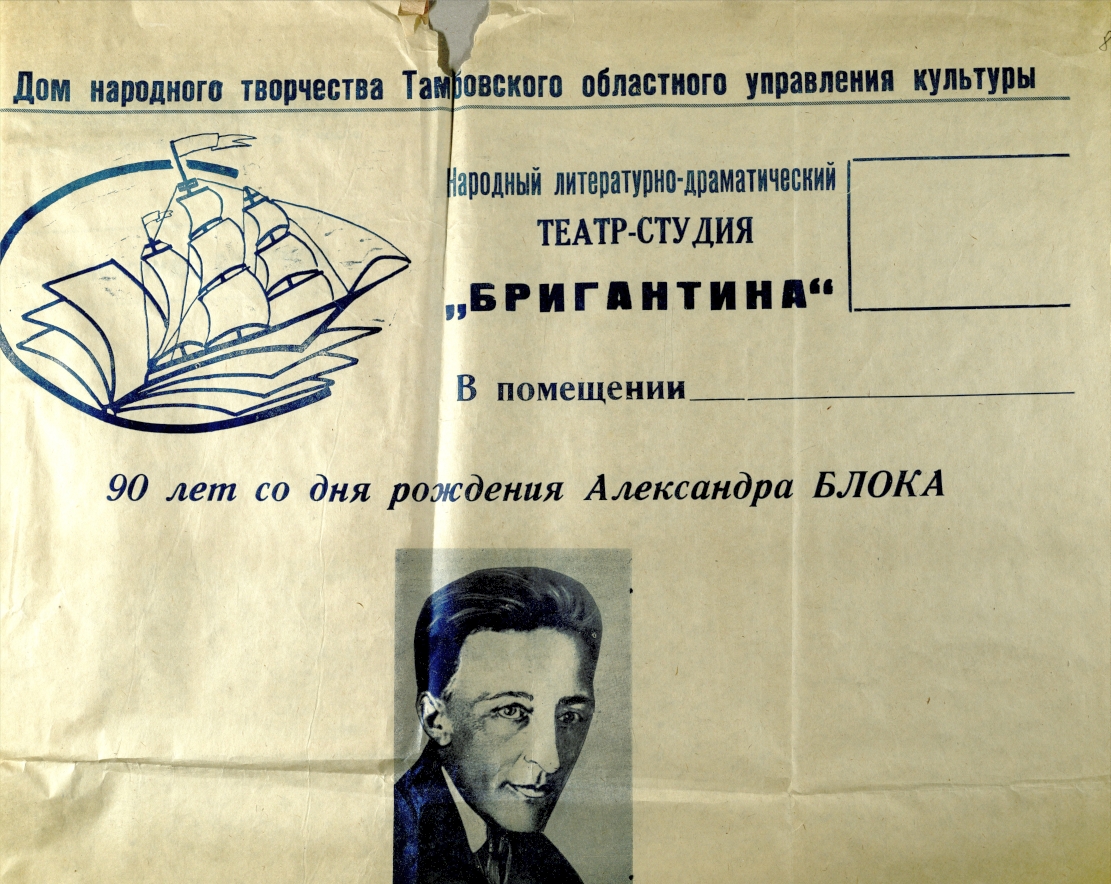 Дом народного творчества Тамбовского областного управления культуры
Народный литературно-драматический
ТЕАТР-СТУДИЯ
„БРИГАНТИНА“
В помещении
90 лет со дня рождения Александра БЛОКА